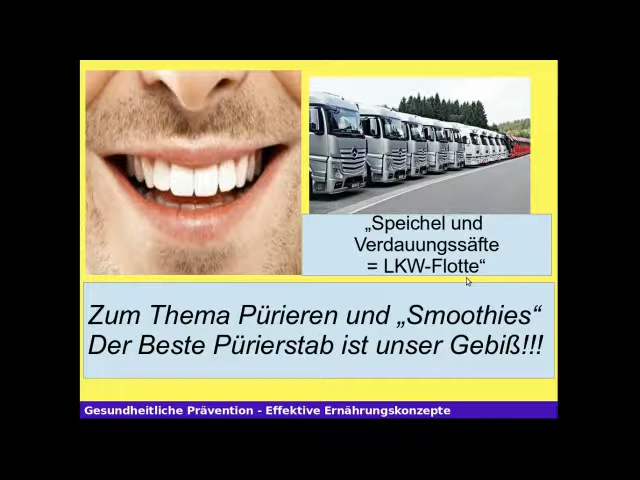 „Speichel und
Verdauungssäfte
= LKW-Flotte“
Zum Thema Pürieren und „Smoothies“
Der Beste Pürierstab ist unser Gebiß!!!
Gesundheitliche Prävention - Effektive Ernährungskonzepte